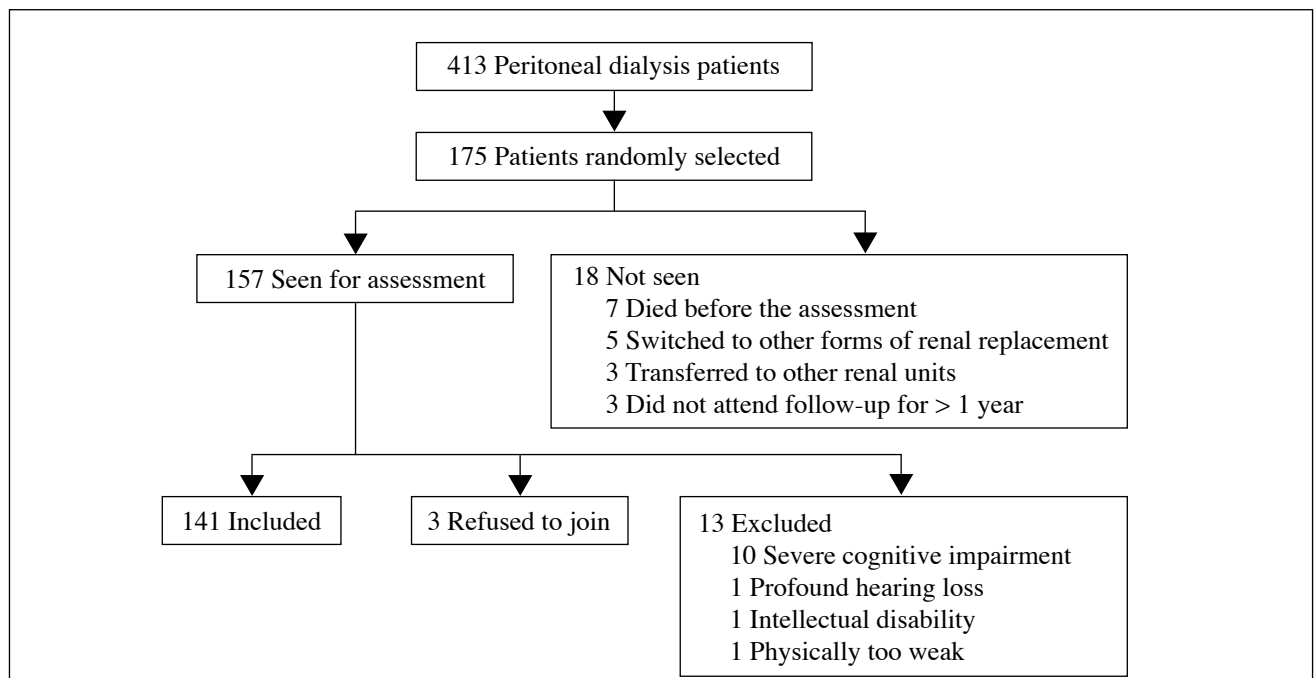 413 Peritoneal dialysis patients
175 Patients randomly selected
157 Seen for assessment
18 Not seen
7 Died before the assessment
5 Switched to other forms of renal replacement
3 Transferred to other renal units
3 Did not attend follow-up for > 1 year
141 Included
3 Refused to join
13 Excluded
10 Severe cognitive impairment
1 Profound hearing loss
1 Intellectual disability
1 Physically too weak